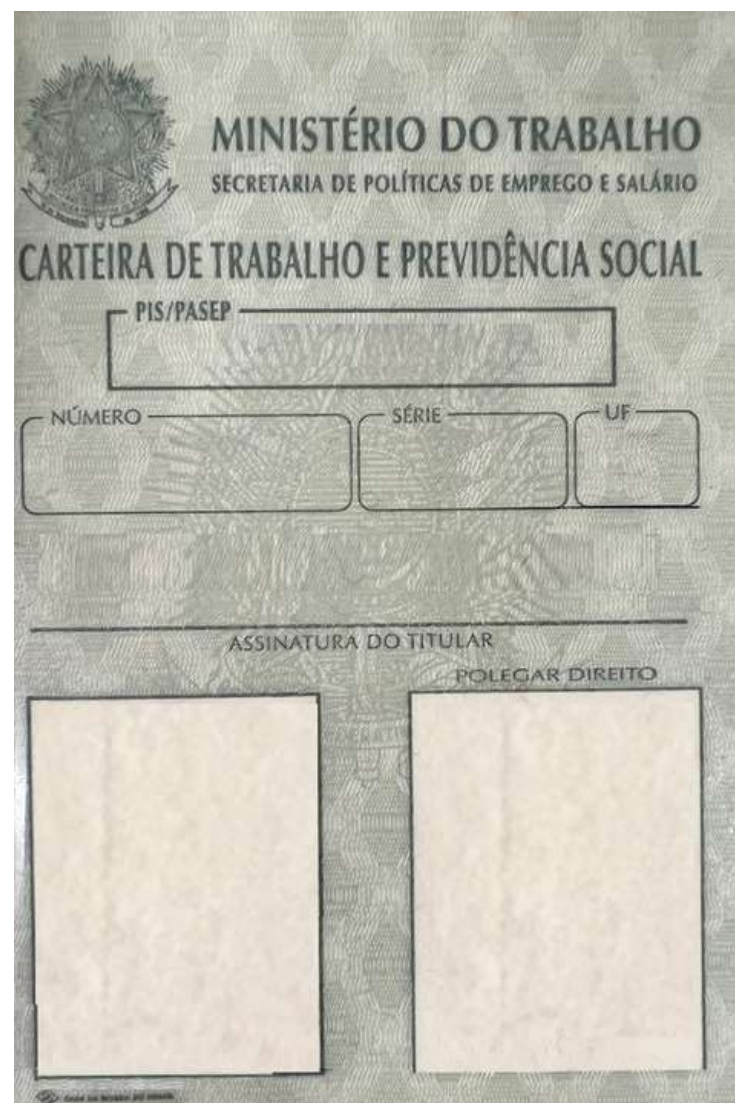 MINISTÉRIO DO TRABALHO
SECRETARIA DE POLÍTICAS DE EMPREGO E SALÁRIO
CARTEIRA DE TRABALHO E PREVIDÊNCIA SOCIAL
PIS/PASEP
NÚMERO SÉRIE UF
ASSINATURA DO TITULAR
POLEGAR DIREITO